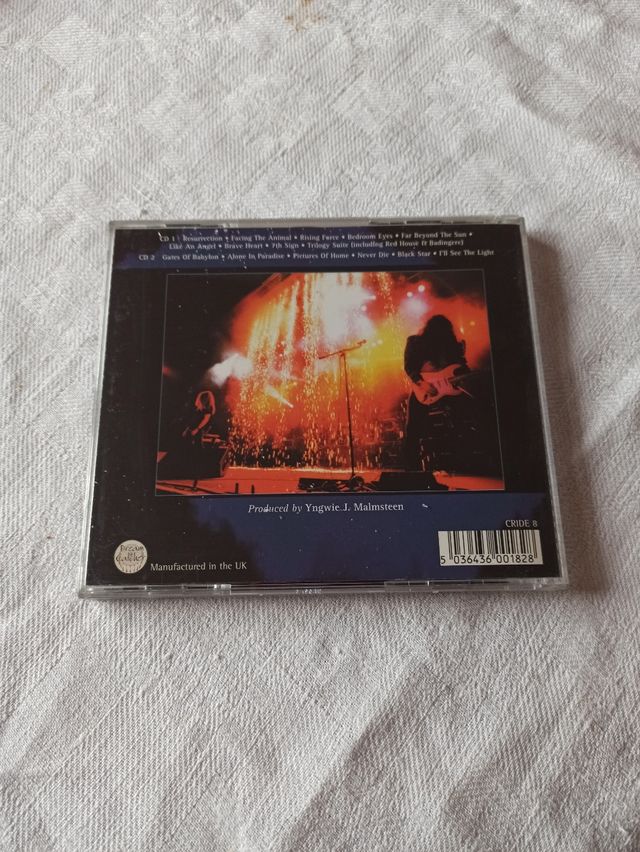 CD 1 Resurrection • Facing The Animal • Rising Force • Bedroom Eyes • Far Beyond The Sun •
Like An Angel • Brave Heart • 7th Sign • Trilogy Suite (including Red House & Badinerie)
CD 2 Gates Of Babylon • Alone In Paradise • Pictures Of Home • Never Die • Black Star • I'll See The Light
Produced by Yngwie J. Malmsteen
CRIDE 8
Dream
Catcher
Manufactured in the UK
5 036436 001828